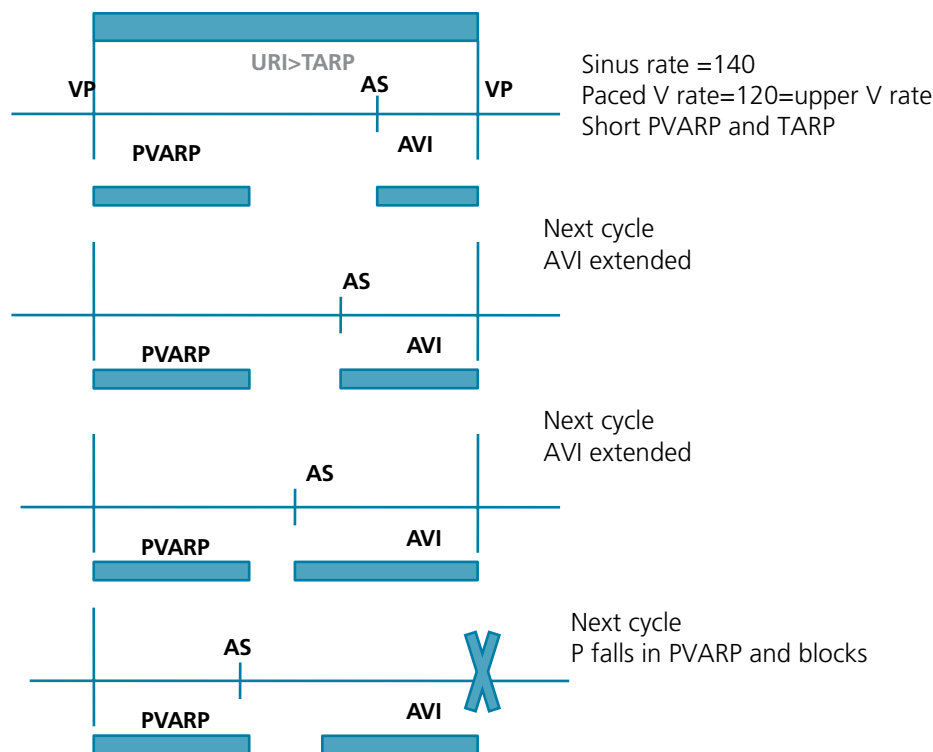 URI>TARP
VP
AS
VP
Sinus rate =140
Paced V rate=120=upper V rate
Short PVARP and TARP
PVARP
AVI
Next cycle
AVI extended
AS
PVARP
AVI
Next cycle
AVI extended
AS
PVARP
AVI
Next cycle
P falls in PVARP and blocks
AS
PVARP
AVI